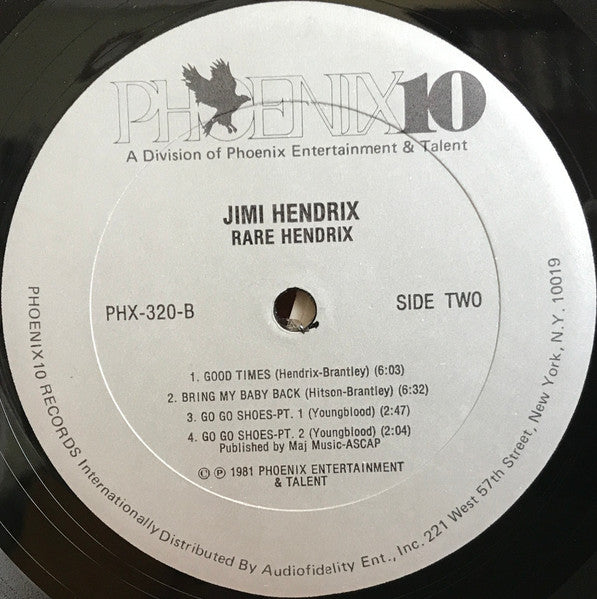 PHOENIX10
A Division of Phoenix Entertainment & Talent
JIMI HENDRIX
RARE HENDRIX
PHX-320-B
SIDE TWO
1. GOOD TIMES (Hendrix-Brantley) (6:03)
2. BRING MY BABY BACK (Hitson-Brantley) (6:32)
3. GO GO SHOES-PT. 1 (Youngblood) (2:47)
4. GO GO SHOES-PT. 2 (Youngblood) (2:04)
Published by Maj Music-ASCAP
© ℗ 1981 PHOENIX ENTERTAINMENT
& TALENT
PHOENIX10 RECORDS Internationally Distributed By Audiofidelity Ent., Inc. 221 West 57th Street, New York, N.Y. 10019